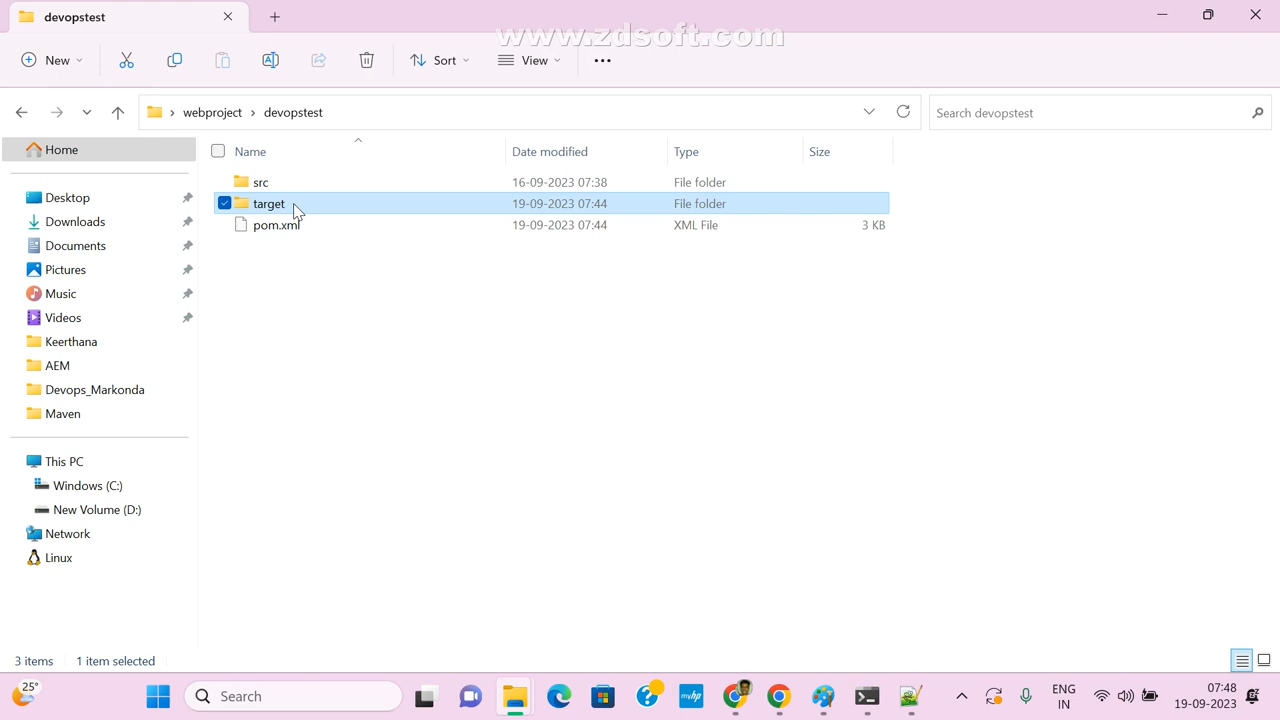 devopstest
www.zdsoft.com
New
Sort
View
webproject > devopstest
Search devopstest
Home
Name
Date modified
Type
Size
src
16-09-2023 07:38
File folder
target
19-09-2023 07:44
File folder
pom.xml
19-09-2023 07:44
XML File
3 KB
Desktop
Downloads
Documents
Pictures
Music
Videos
Keerthana
AEM
Devops_Markonda
Maven
This PC
Windows (C:)
New Volume (D:)
Network
Linux
3 items
1 item selected
25°
Search
myhp
ENG
IN
07:48
19-09-2023